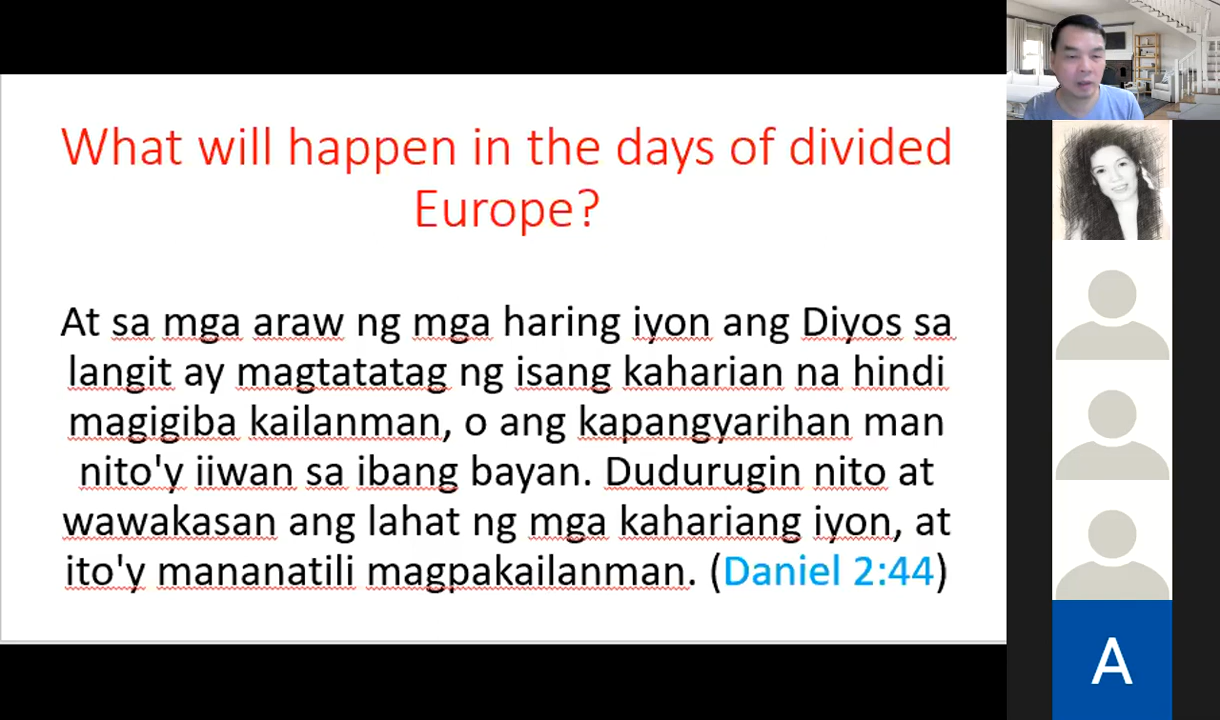 What will happen in the days of divided
Europe?
At sa mga araw ng mga haring iyon ang Diyos sa
langit ay magtatatag ng isang kaharian na hindi
magigiba kailanman, o ang kapangyarihan man
nito'y iiwan sa ibang bayan. Dudurugin nito at
wawakasan ang lahat ng mga kahariang iyon, at
ito'y mananatili magpakailanman. (Daniel 2:44)
A